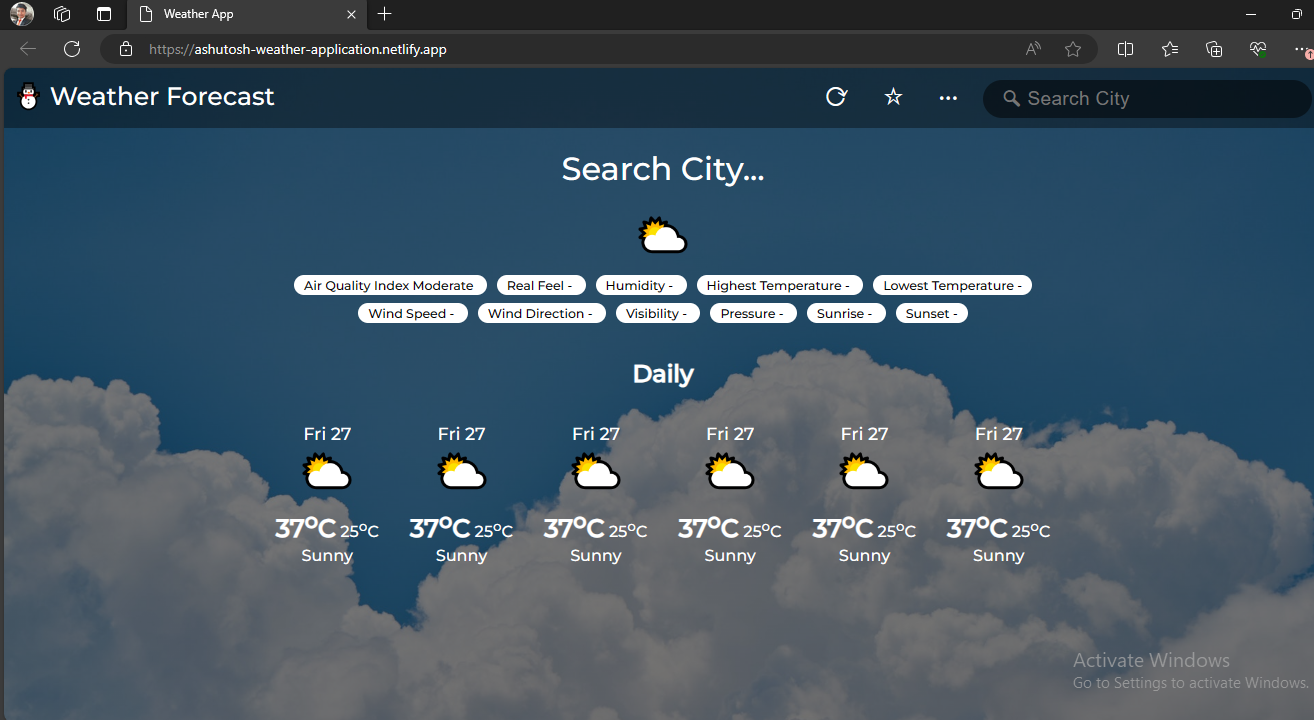 Weather App
https://ashutosh-weather-application.netlify.app
Weather Forecast
Search City
Search City...
Air Quality Index Moderate Real Feel - Humidity - Highest Temperature - Lowest Temperature -
Wind Speed - Wind Direction - Visibility - Pressure - Sunrise - Sunset -
Daily
Fri 27 Fri 27 Fri 27 Fri 27 Fri 27 Fri 27
37°C 25°C 37°C 25°C 37°C 25°C 37°C 25°C 37°C 25°C 37°C 25°C
Sunny Sunny Sunny Sunny Sunny Sunny
Activate Windows
Go to Settings to activate Windows.